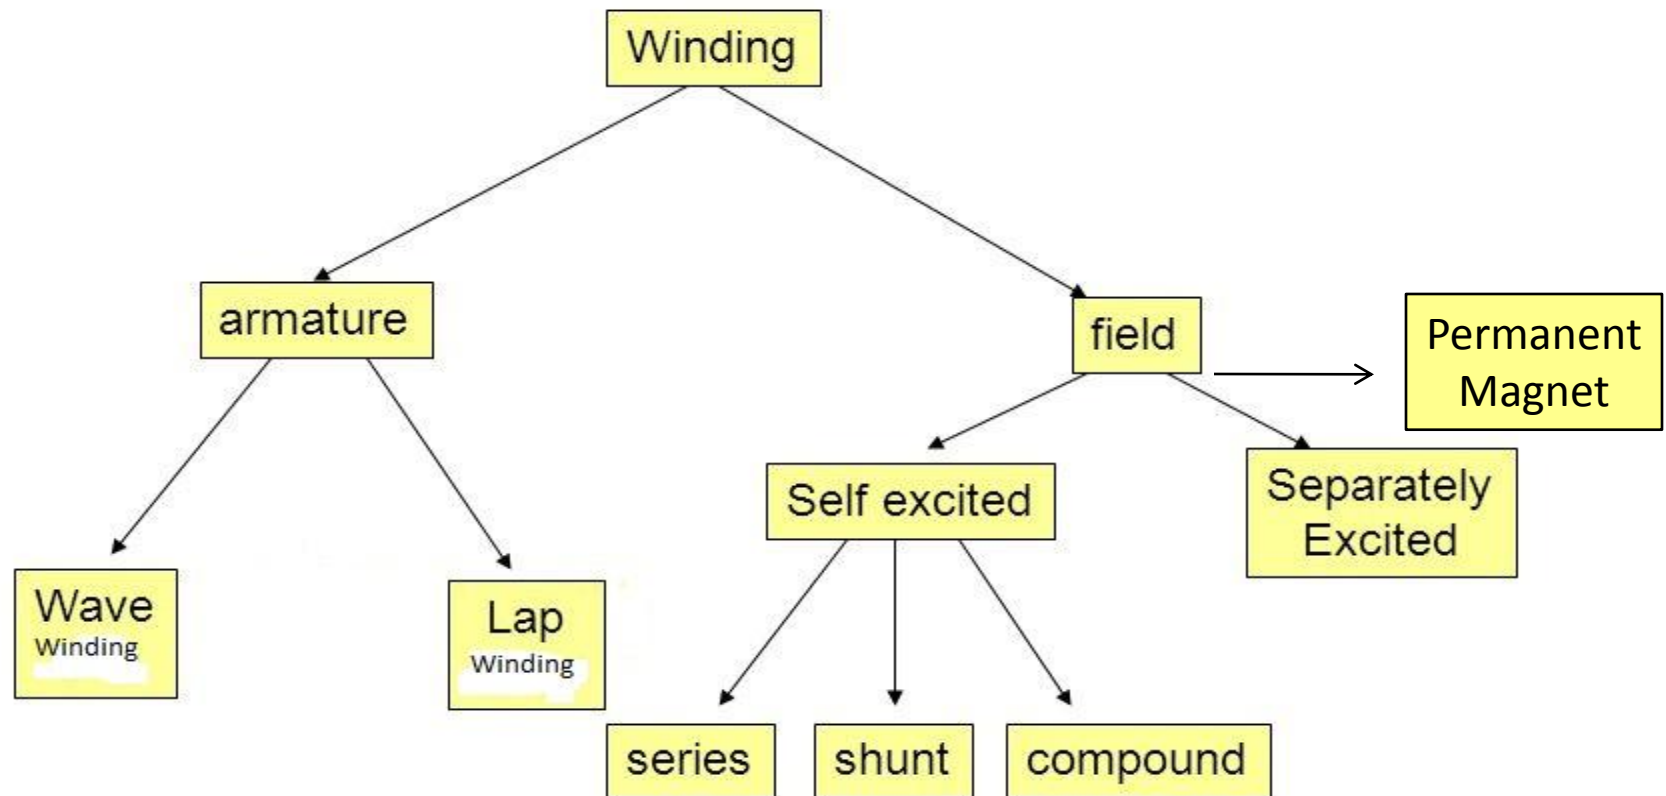 Winding
armature
field
Permanent
Magnet
Self excited
Separately
Excited
Wave
Winding
Lap
Winding
series
shunt
compound